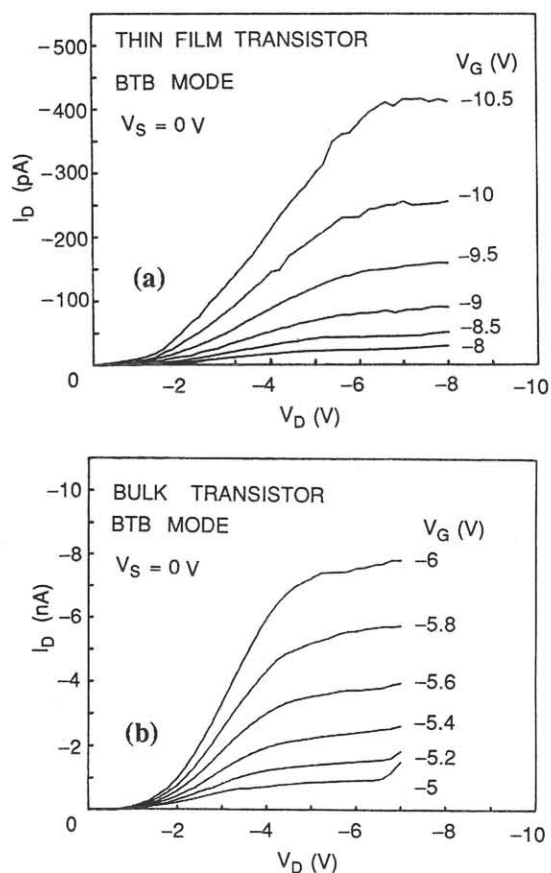 THIN FILM TRANSISTOR
BTB MODE
V_S = 0 V
V_G (V)
-10.5
-10
-9.5
-9
-8.5
-8
I_D (pA)
-500
-400
-300
-200
-100
0
(a)
-2
-4
-6
-8
-10
V_D (V)
BULK TRANSISTOR
BTB MODE
V_S = 0 V
V_G (V)
-6
-5.8
-5.6
-5.4
-5.2
-5
I_D (nA)
-10
-8
-6
-4
-2
0
(b)
-2
-4
-6
-8
-10
V_D (V)